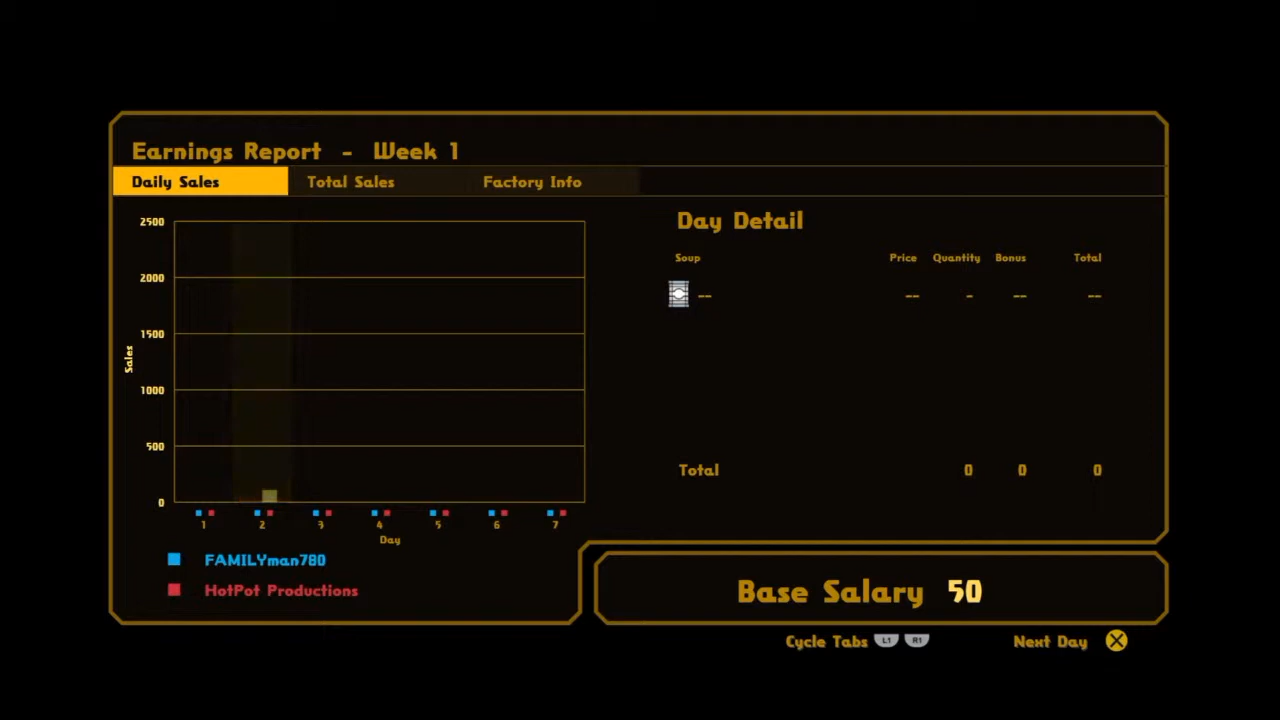 Earnings Report - Week 1
Daily Sales Total Sales Factory Info
Day Detail
Soup Price Quantity Bonus Total
-- -- - -- --
Total 0 0 0
2500
2000
1500
1000
500
0
Sales
1 2 3 4 5 6 7
Day
FAMILYman780
HotPot Productions
Base Salary 50
Cycle Tabs L1 R1 Next Day